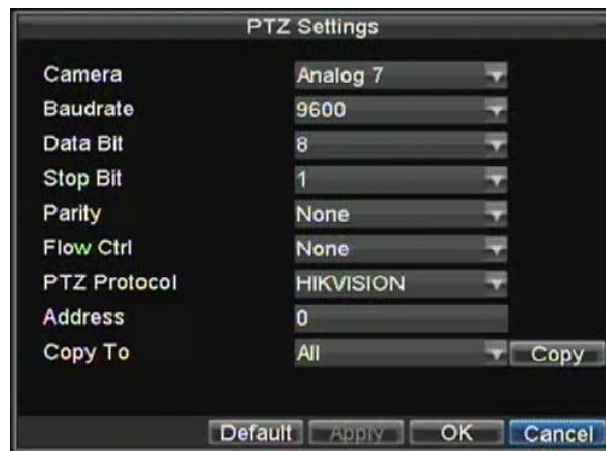 PTZ Settings
Camera Analog 7
Baudrate 9600
Data Bit 8
Stop Bit 1
Parity None
Flow Ctrl None
PTZ Protocol HIKVISION
Address 0
Copy To All Copy
Default Apply OK Cancel